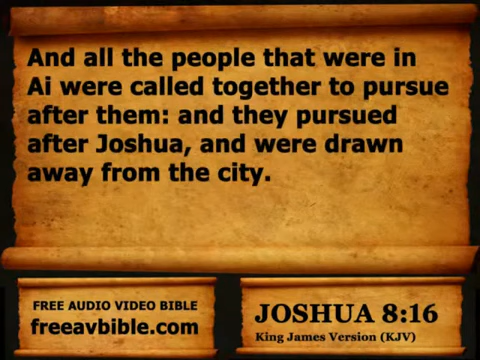 And all the people that were in
Ai were called together to pursue
after them: and they pursued
after Joshua, and were drawn
away from the city.
FREE AUDIO VIDEO BIBLE
freeavbible.com
JOSHUA 8:16
King James Version (KJV)